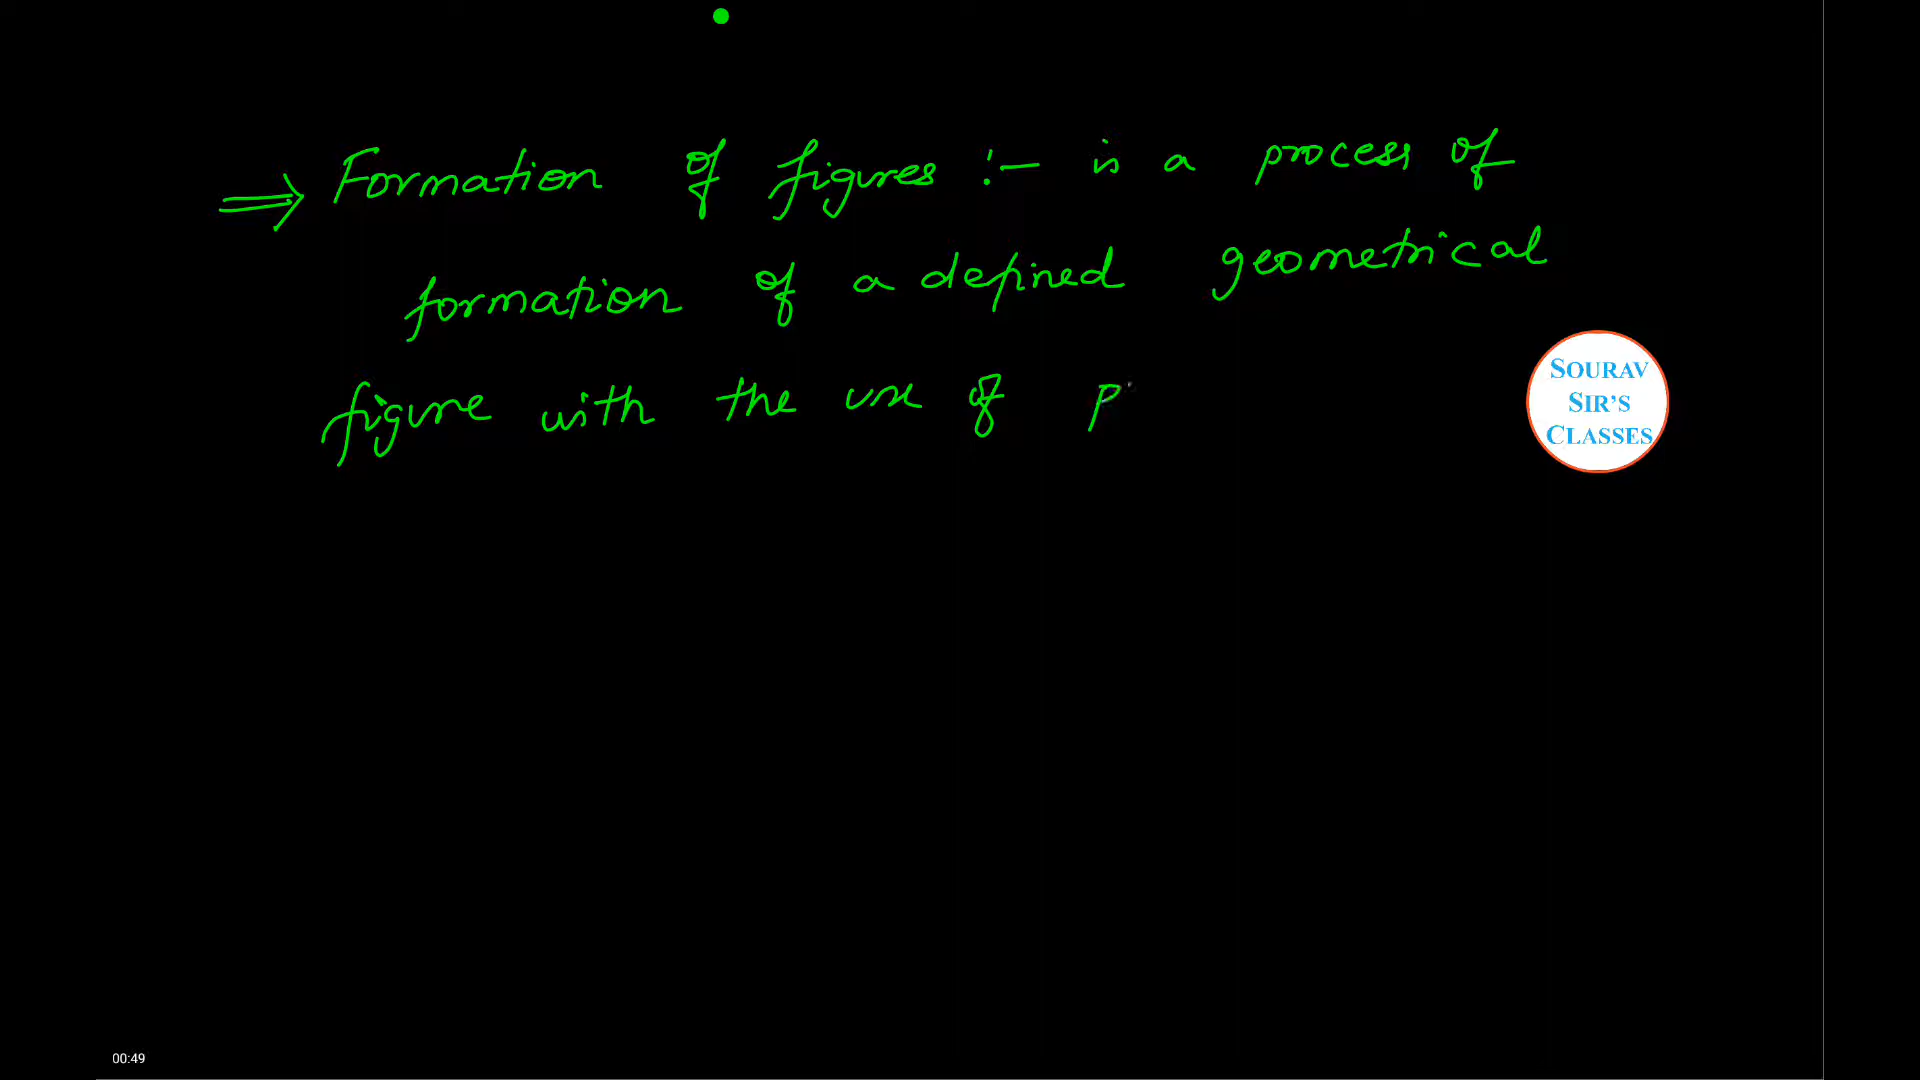 ⇒ Formation of figures :- is a process of
formation of a defined geometrical
figure with the use of p
SOURAV
SIR'S
CLASSES
00:49